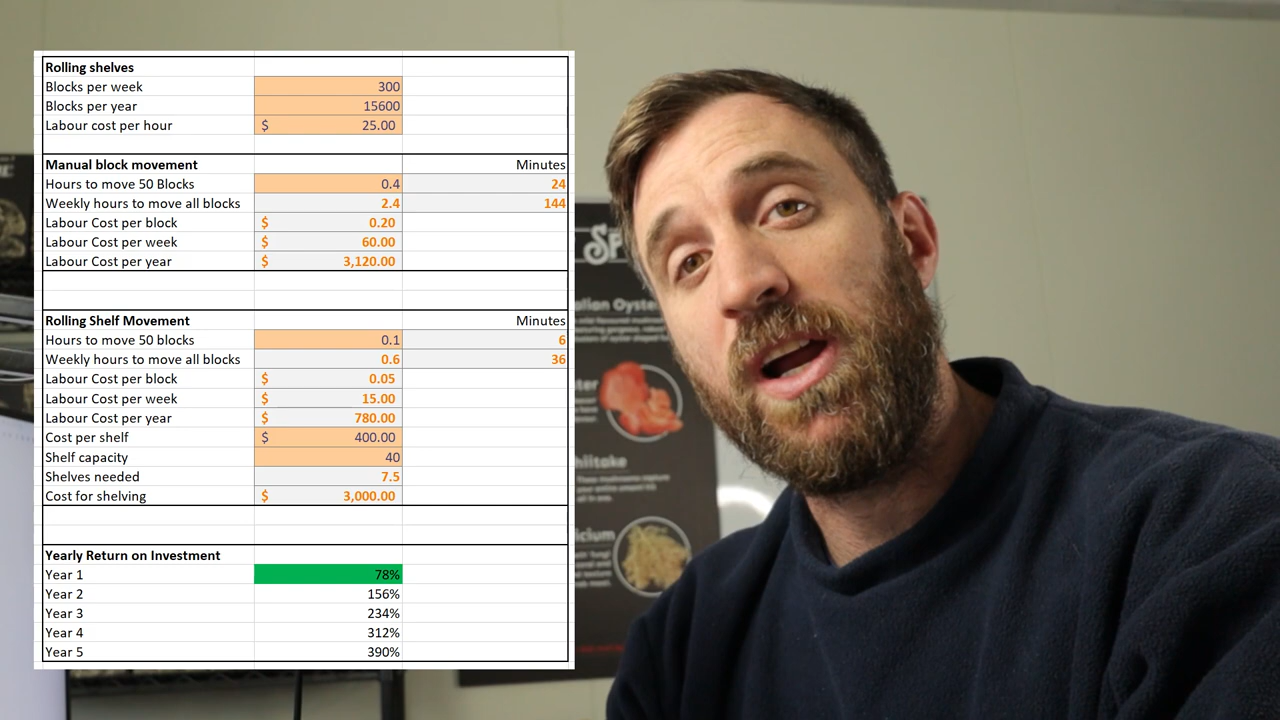 Rolling shelves
Blocks per week 300
Blocks per year 15600
Labour cost per hour $ 25.00
Manual block movement Minutes
Hours to move 50 Blocks 0.4 24
Weekly hours to move all blocks 2.4 144
Labour Cost per block $ 0.20
Labour Cost per week $ 60.00
Labour Cost per year $ 3,120.00
Rolling Shelf Movement Minutes
Hours to move 50 blocks 0.1 6
Weekly hours to move all blocks 0.6 36
Labour Cost per block $ 0.05
Labour Cost per week $ 15.00
Labour Cost per year $ 780.00
Cost per shelf $ 400.00
Shelf capacity 40
Shelves needed 7.5
Cost for shelving $ 3,000.00
Yearly Return on Investment
Year 1 78%
Year 2 156%
Year 3 234%
Year 4 312%
Year 5 390%